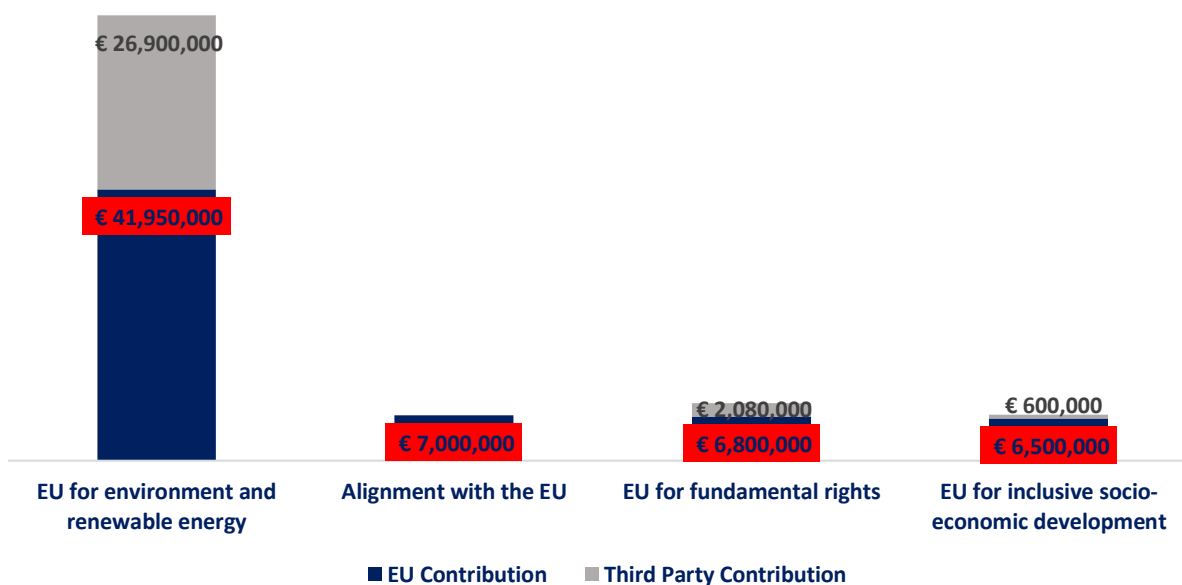 € 26,900,000
€ 41,950,000
€ 7,000,000
€ 2,080,000
€ 6,800,000
€ 600,000
€ 6,500,000
EU for environment and
renewable energy
Alignment with the EU
EU for fundamental rights
EU for inclusive socio-
economic development
EU Contribution
Third Party Contribution